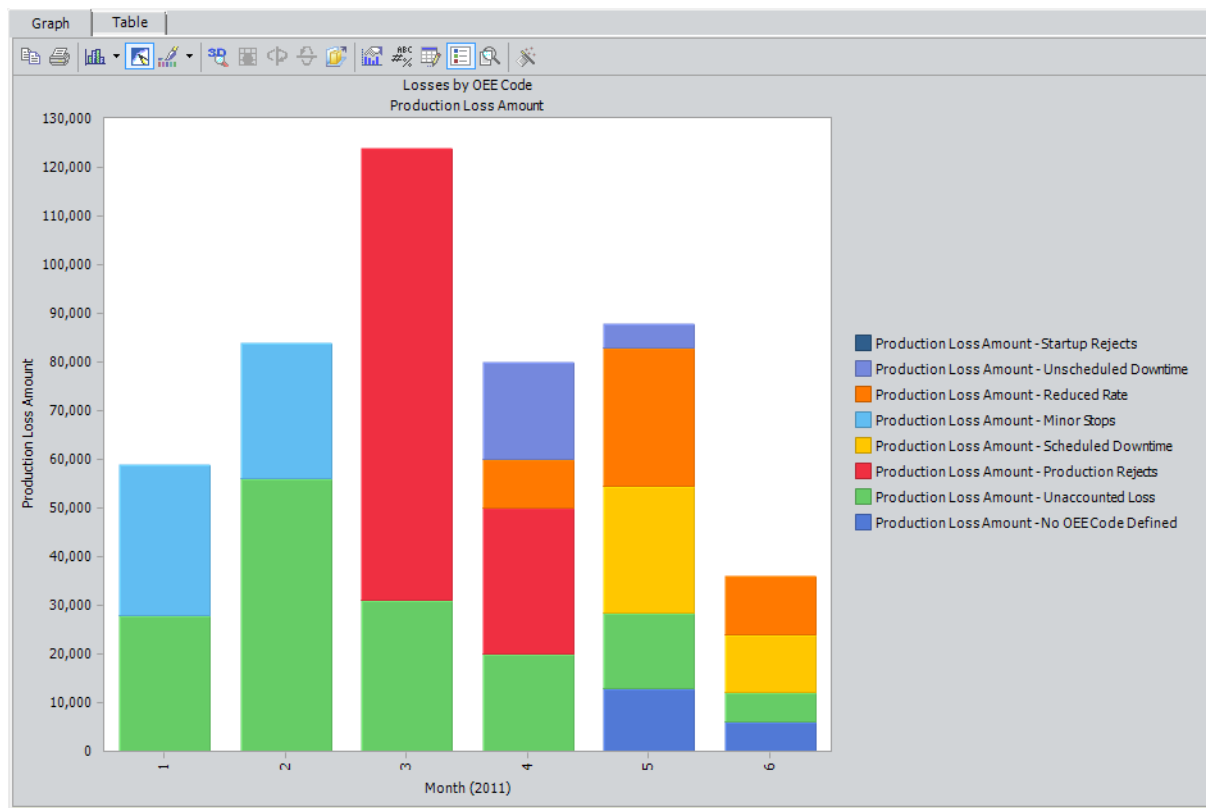 Graph
Table
3D
ABC
#%
Losses by OEE Code
Production Loss Amount
130,000
120,000
110,000
100,000
90,000
80,000
70,000
60,000
50,000
40,000
30,000
20,000
10,000
0
Production Loss Amount
1
2
3
4
5
6
Month (2011)
Production Loss Amount - Startup Rejects
Production Loss Amount - Unscheduled Downtime
Production Loss Amount - Reduced Rate
Production Loss Amount - Minor Stops
Production Loss Amount - Scheduled Downtime
Production Loss Amount - Production Rejects
Production Loss Amount - Unaccounted Loss
Production Loss Amount - No OEE Code Defined